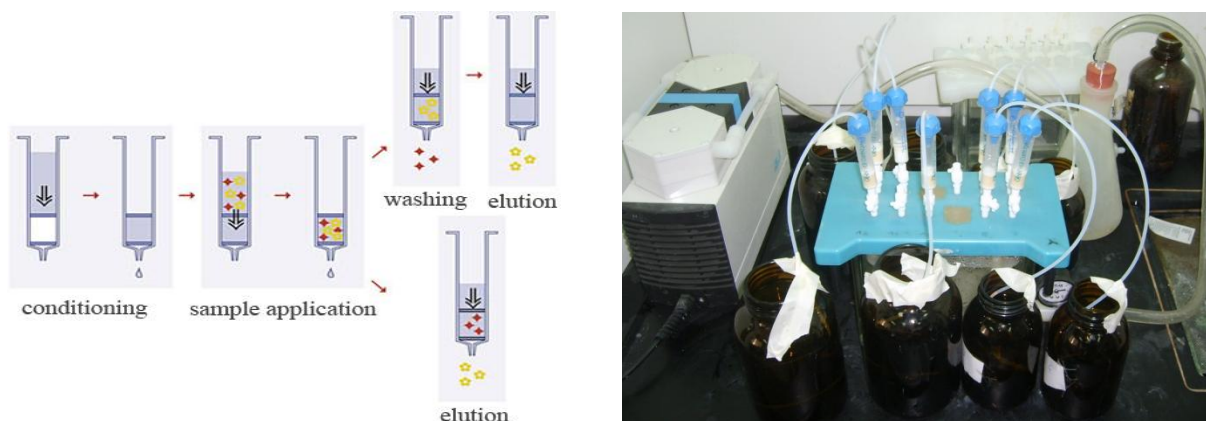 washing
elution
conditioning
sample application
elution